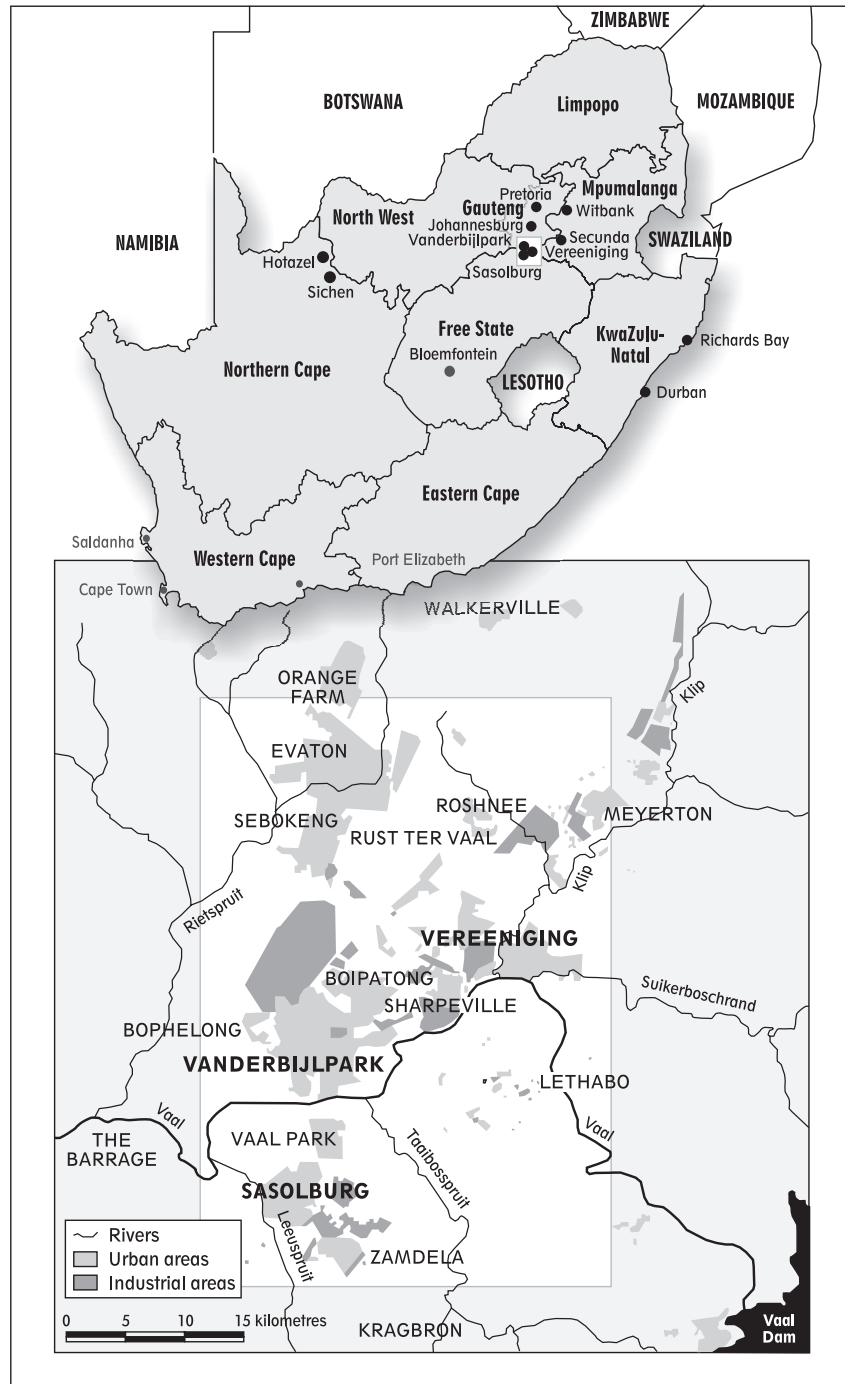 ZIMBABWE
BOTSWANA
MOZAMBIQUE
Limpopo
Mpumalanga
Pretoria
Gauteng
Witbank
North West
Johannesburg
Vanderbijlpark
Secunda
Vereeniging
SWAZILAND
NAMIBIA
Hotazel
Sasolburg
Sichen
Free State
KwaZulu-
Natal
Richards Bay
Bloemfontein
Northern Cape
LESOTHO
Durban
Eastern Cape
Saldanha
Western Cape
Port Elizabeth
Cape Town
WALKERVILLE
ORANGE
FARM
Klip
EVATON
ROSHNEE
MEYERTON
SEBOKENG
RUST TER VAAL
Klip
Rietspruit
VEREENIGING
BOIPATONG
Suikerboschrand
SHARPEVILLE
BOPHELONG
VANDERBIJLPARK
LETHABO
Vaal
THE
BARRAGE
VAAL PARK
Taaibosspruit
Vaal
SASOLBURG
Leeuspruit
Rivers
Urban areas
Industrial areas
ZAMDELA
0 5 10 15 kilometres
KRAGBRON
Vaal
Dam